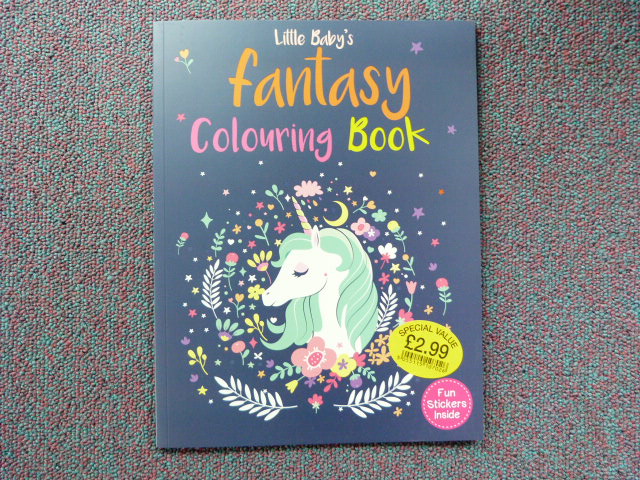 Little Baby's
fantasy
Colouring Book
SPECIAL VALUE
£2.99
Fun
Stickers
Inside